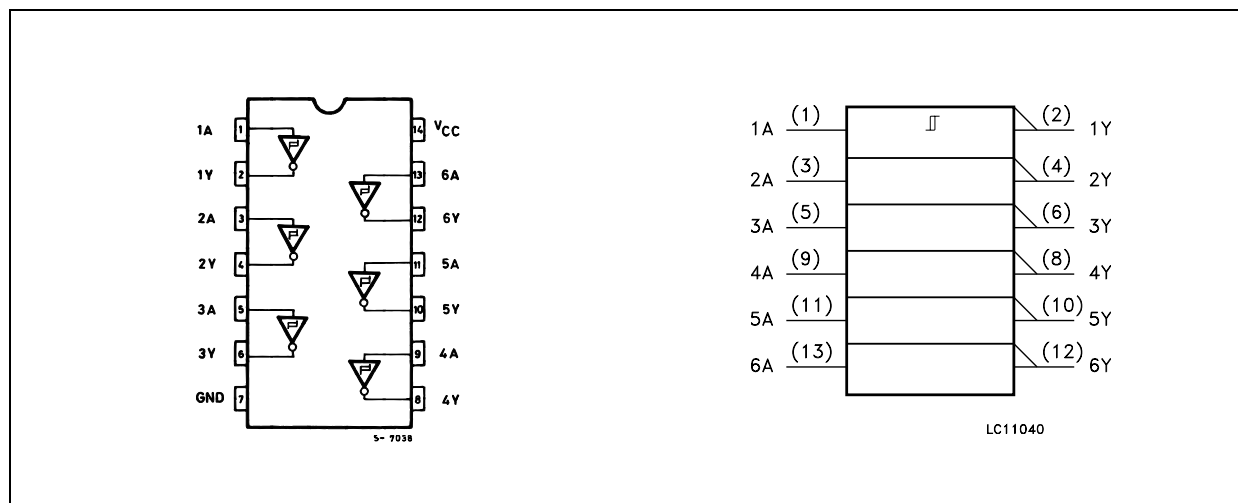 1A 1 14 VCC
1Y 2 13 6A
2A 3 12 6Y
2Y 4 11 5A
3A 5 10 5Y
3Y 6 9 4A
GND 7 8 4Y
S- 7038
1A (1) (2) 1Y
2A (3) (4) 2Y
3A (5) (6) 3Y
4A (9) (8) 4Y
5A (11) (10) 5Y
6A (13) (12) 6Y
LC11040